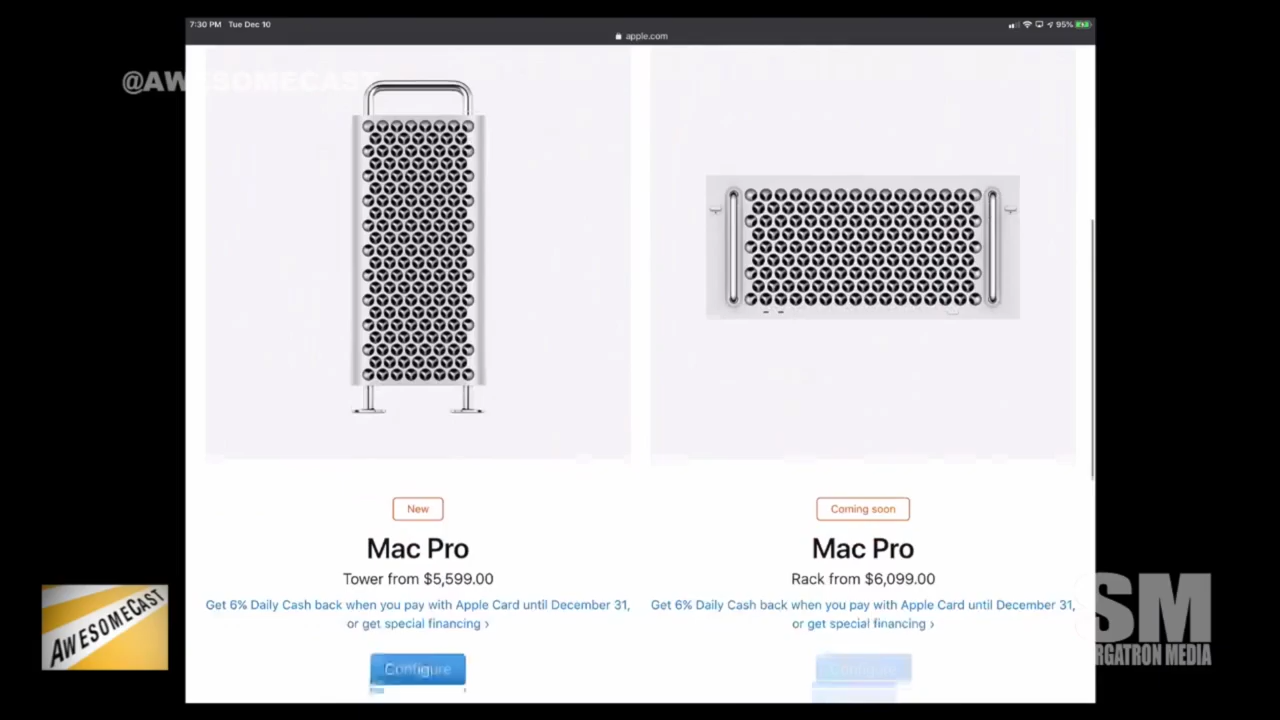 7:30 PM Tue Dec 10
95%
apple.com
@AWESOMECAST
New
Mac Pro
Tower from $5,599.00
Get 6% Daily Cash back when you pay with Apple Card until December 31,
or get special financing ›
Configure
Coming soon
Mac Pro
Rack from $6,099.00
Get 6% Daily Cash back when you pay with Apple Card until December 31,
or get special financing ›
Configure
AWESOMECAST
SM
RGATRON MEDIA